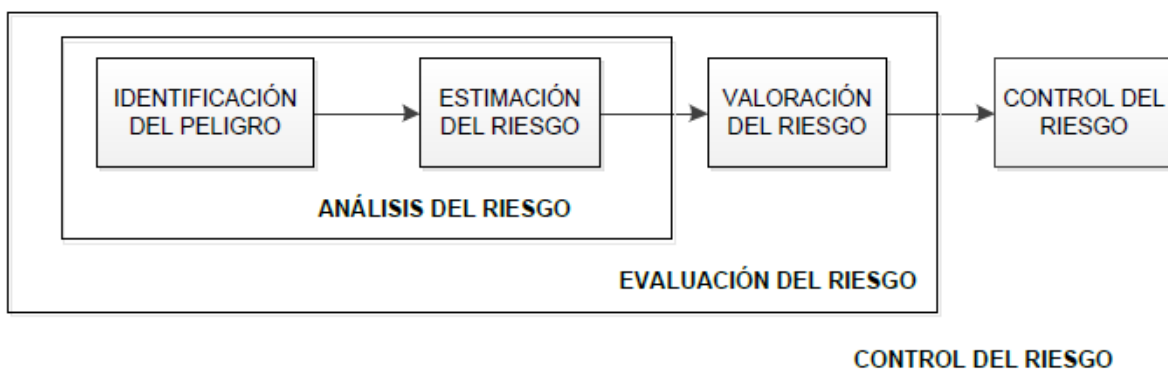 IDENTIFICACIÓN
DEL PELIGRO
ESTIMACIÓN
DEL RIESGO
VALORACIÓN
DEL RIESGO
CONTROL DEL
RIESGO
ANÁLISIS DEL RIESGO
EVALUACIÓN DEL RIESGO
CONTROL DEL RIESGO